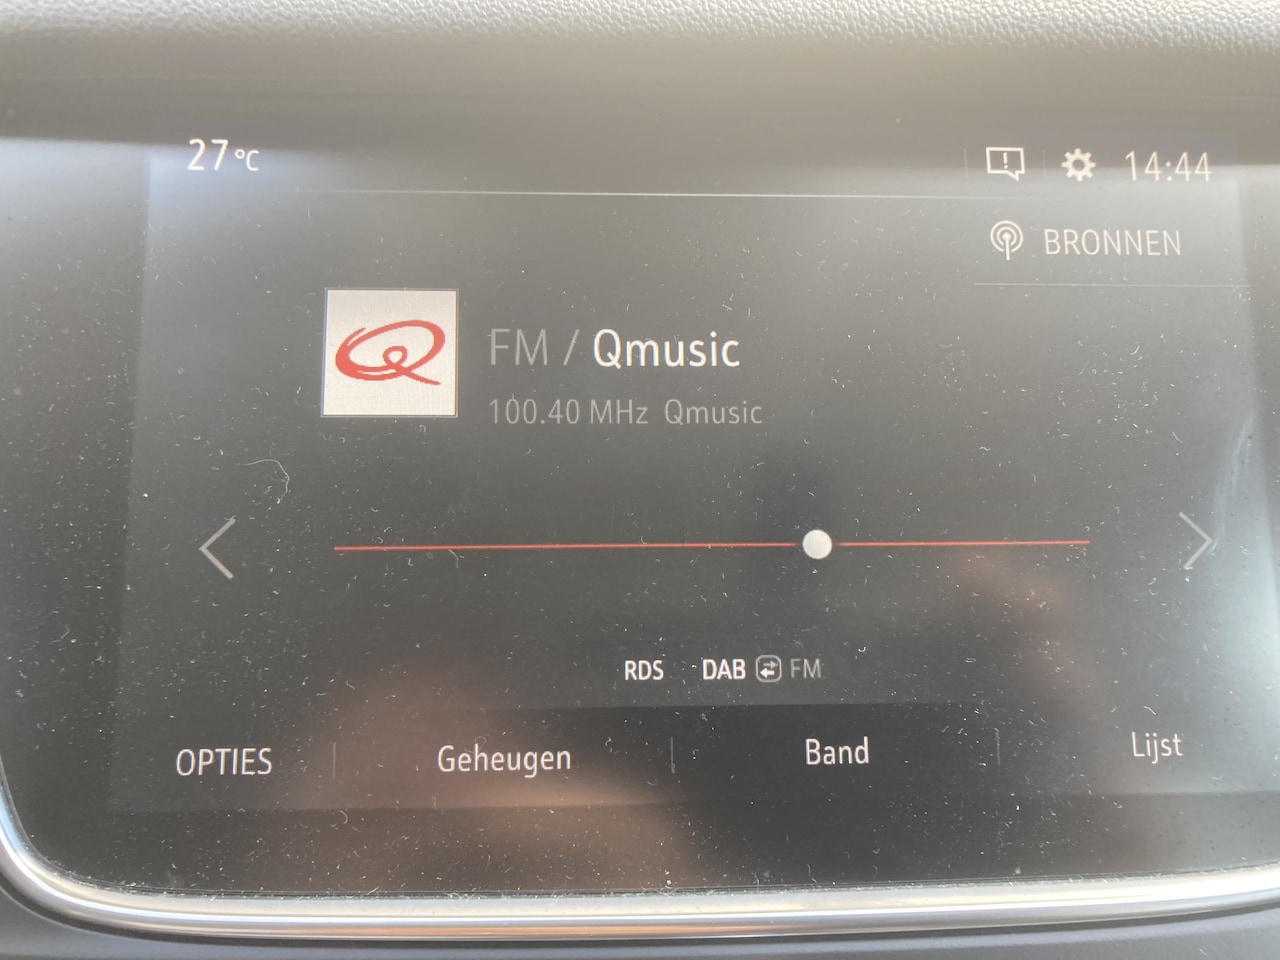 27 °C
14:44
BRONNEN
FM / Qmusic
100.40 MHz Qmusic
RDS DAB FM
OPTIES Geheugen Band Lijst